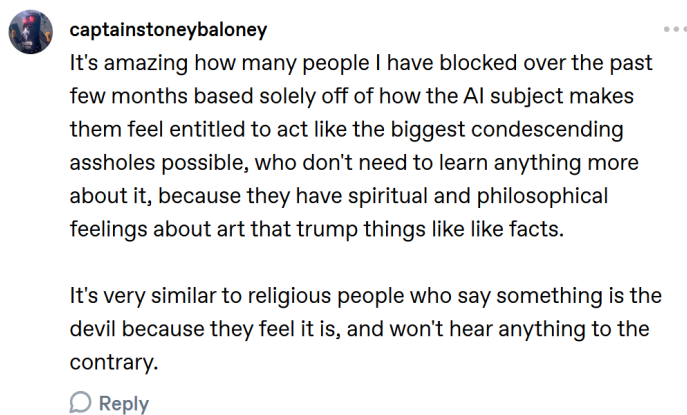 captainstoneybaloney
It's amazing how many people I have blocked over the past
few months based solely off of how the AI subject makes
them feel entitled to act like the biggest condescending
assholes possible, who don't need to learn anything more
about it, because they have spiritual and philosophical
feelings about art that trump things like like facts.
It's very similar to religious people who say something is the
devil because they feel it is, and won't hear anything to the
contrary.
Reply